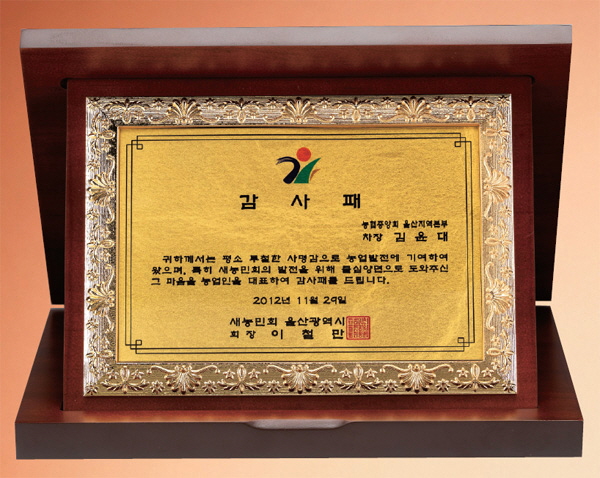 감사패
농협중앙회 울산지역본부
차장 김윤대
귀하께서는 평소 투철한 사명감으로 농업발전에 기여하여
왔으며, 특히 새농민회의 발전을 위해 물심양면으로 도와주신
그 마음을 농업인을 대표하여 감사패를 드립니다.
2012년 11월 29일
새농민회 울산광역시
회장 이철만